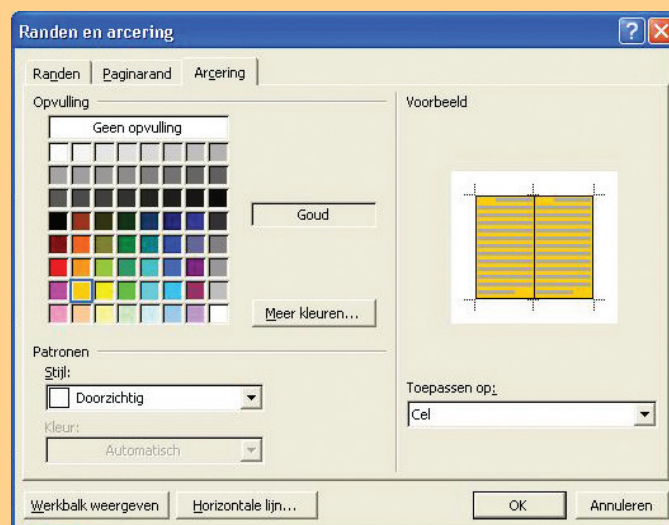 Randen en arcering
Randen Paginarand Arcering
Opvulling
Geen opvulling
Goud
Meer kleuren...
Patronen
Stijl:
Doorzichtig
Kleur:
Automatisch
Voorbeeld
Toepassen op:
Cel
Werkbalk weergeven Horizontale lijn... OK Annuleren